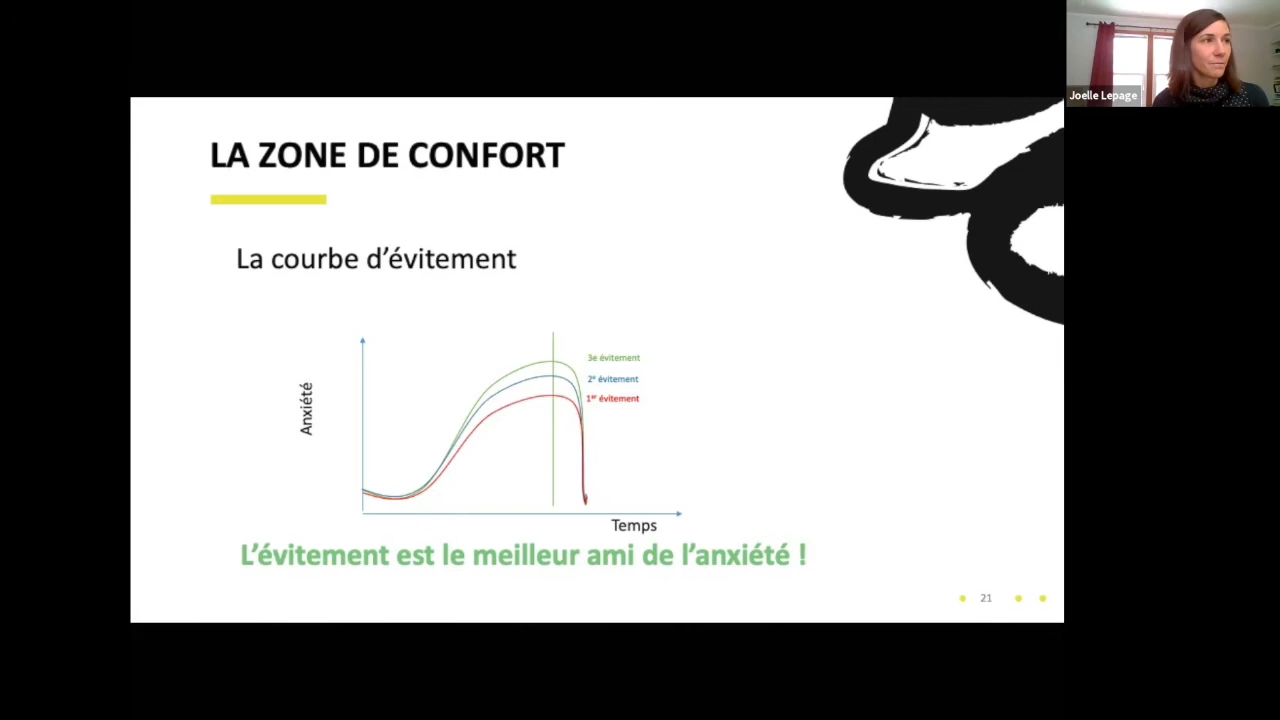 Joelle Lepage
LA ZONE DE CONFORT
La courbe d’évitement
3e évitement
2e évitement
1er évitement
Anxiété
Temps
L’évitement est le meilleur ami de l’anxiété !
21